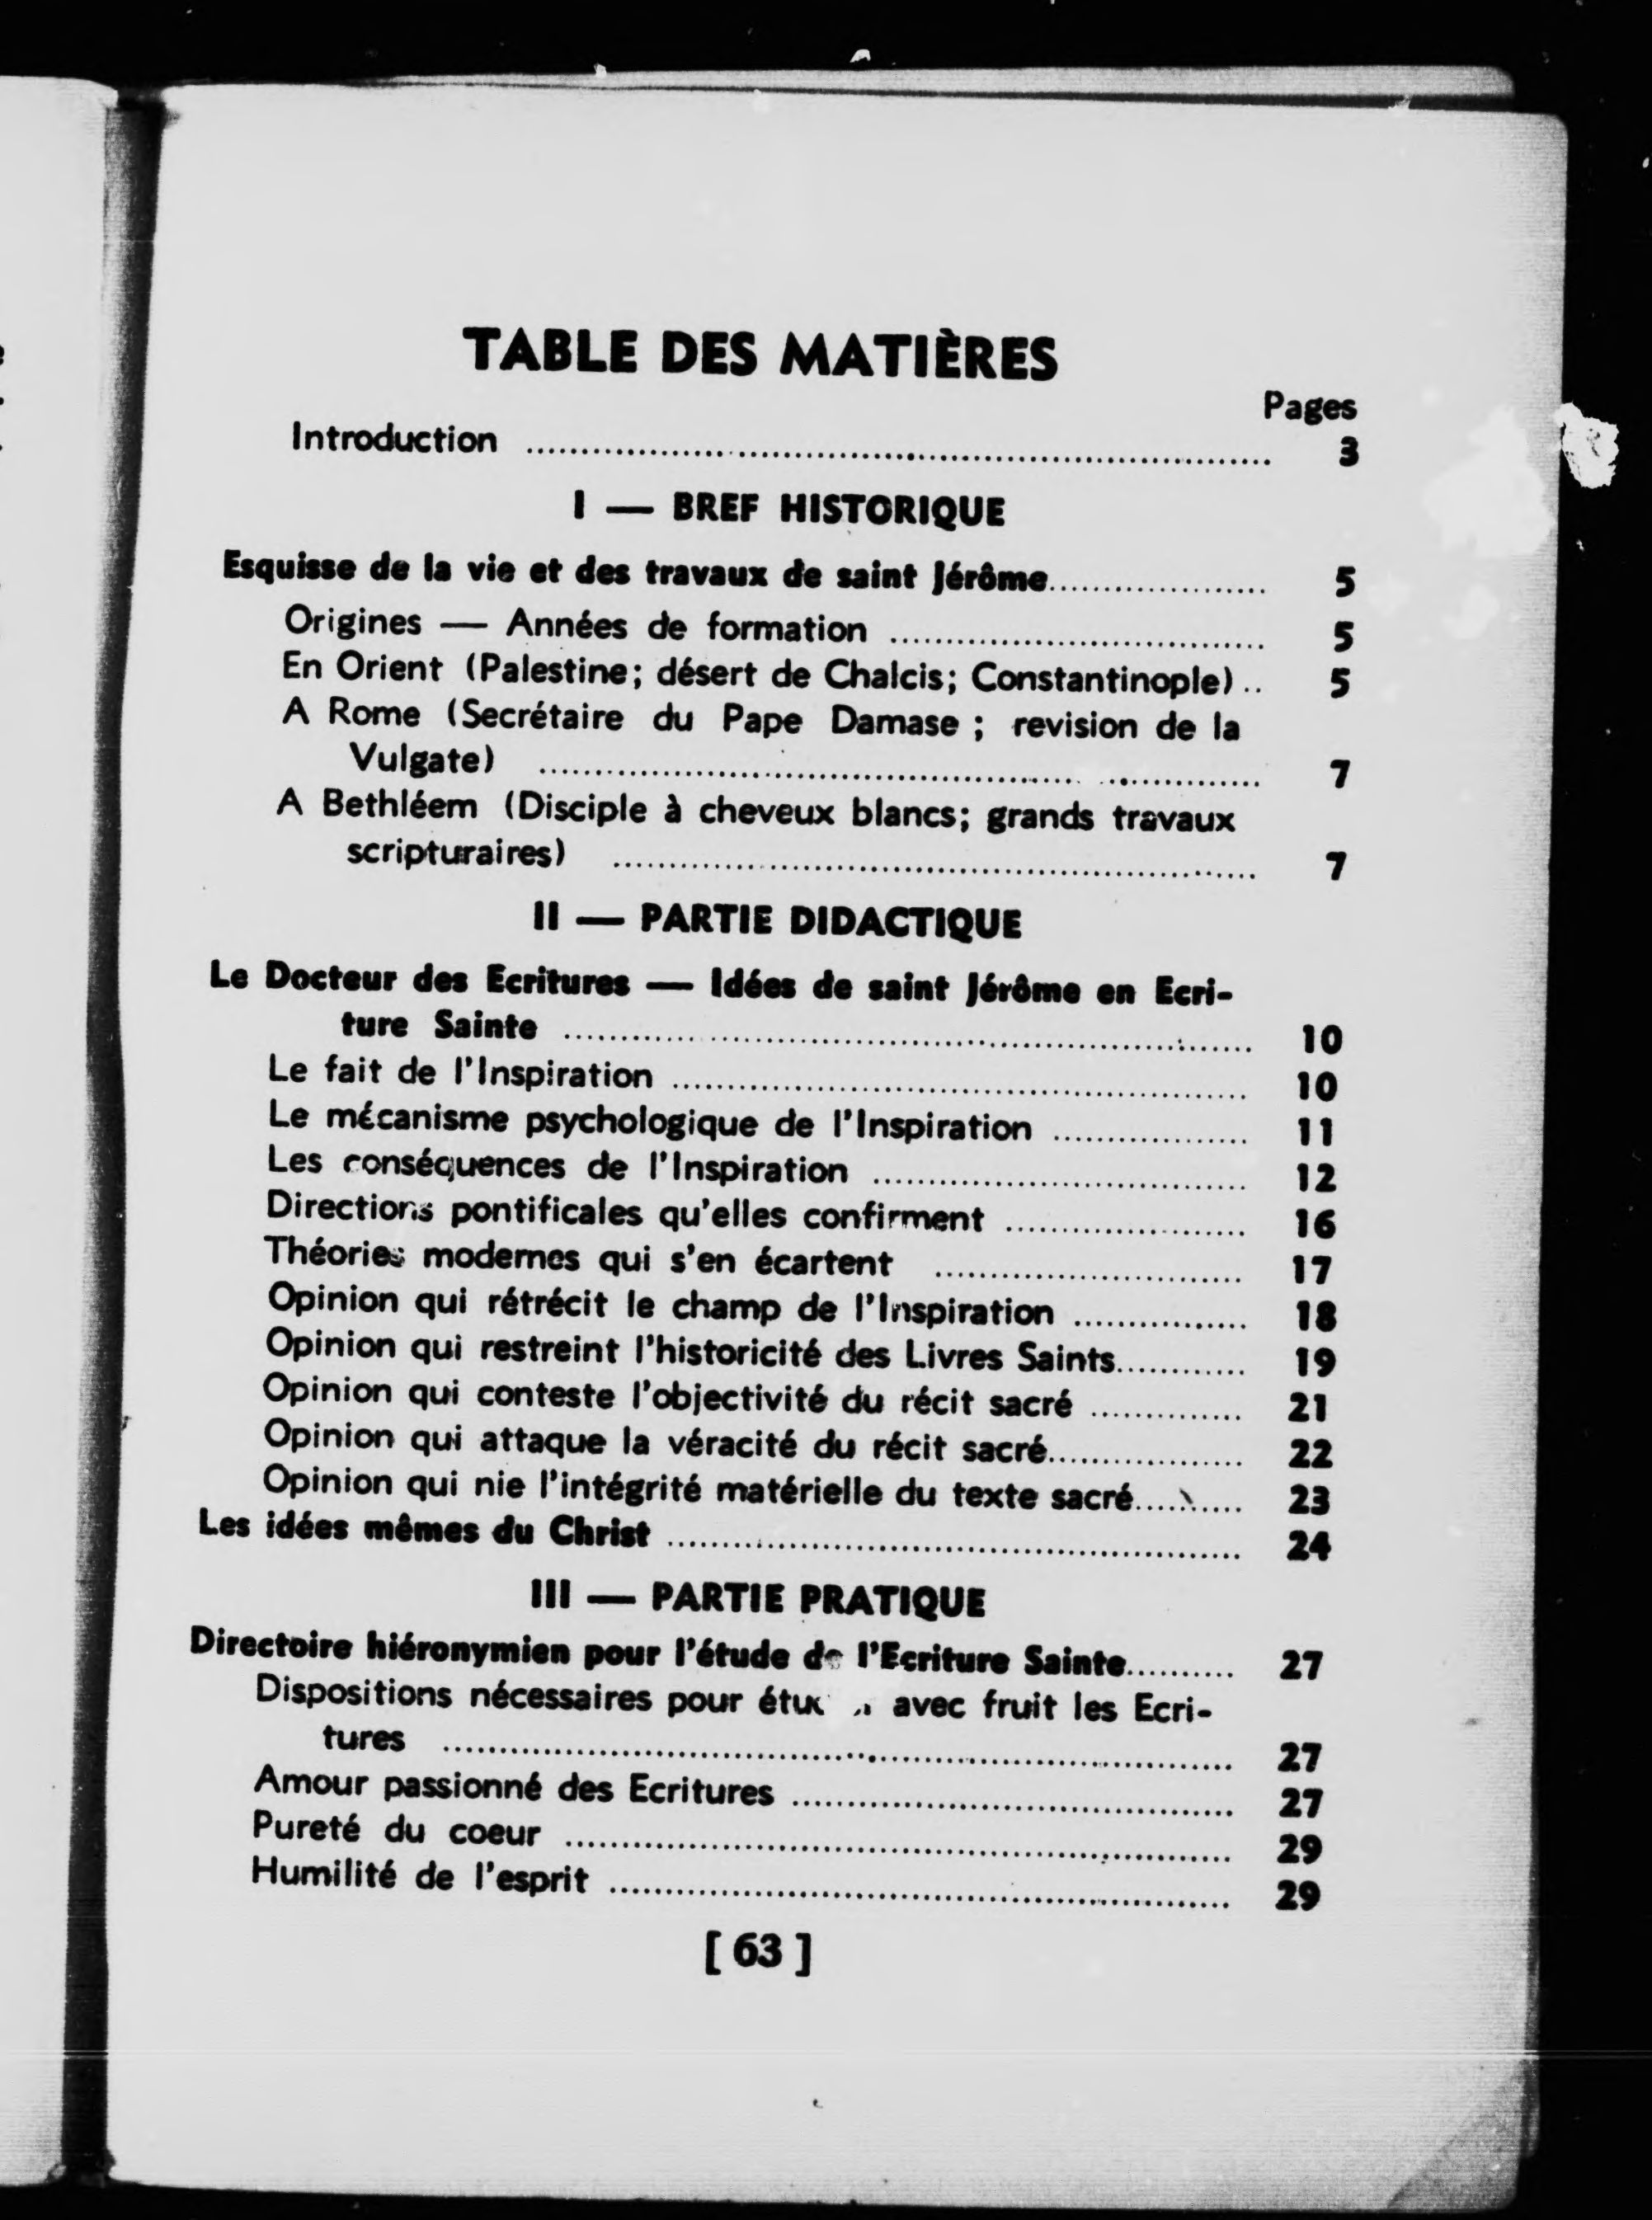 TABLE DES MATIÈRES
Pages
Introduction ........................................ 3
I — BREF HISTORIQUE
Esquisse de la vie et des travaux de saint Jérôme.................... 5
Origines — Années de formation .................................. 5
En Orient (Palestine; désert de Chalcis; Constantinople) .. 5
A Rome (Secrétaire du Pape Damase ; revision de la
Vulgate) ........................................ 7
A Bethléem (Disciple à cheveux blancs; grands travaux
scripturaires) ........................................ 7
II — PARTIE DIDACTIQUE
Le Docteur des Ecritures — Idées de saint Jérôme en Ecri-
ture Sainte ........................................ 10
Le fait de l'Inspiration ........................................ 10
Le mécanisme psychologique de l'Inspiration .................. 11
Les conséquences de l'Inspiration .................................. 12
Directions pontificales qu'elles confirment ...................... 16
Théories modernes qui s'en écartent ............................ 17
Opinion qui rétrécit le champ de l'Inspiration ................ 18
Opinion qui restreint l'historicité des Livres Saints............ 19
Opinion qui conteste l'objectivité du récit sacré .............. 21
Opinion qui attaque la véracité du récit sacré.................. 22
Opinion qui nie l'intégrité matérielle du texte sacré.......... 23
Les idées mêmes du Christ ........................................ 24
III — PARTIE PRATIQUE
Directoire hiéronymien pour l'étude de l'Ecriture Sainte.......... 27
Dispositions nécessaires pour avec fruit les Ecri-
tures ........................................ 27
Amour passionné des Ecritures ........................................ 27
Pureté du coeur ........................................ 29
Humilité de l'esprit ........................................ 29
[ 63 ]